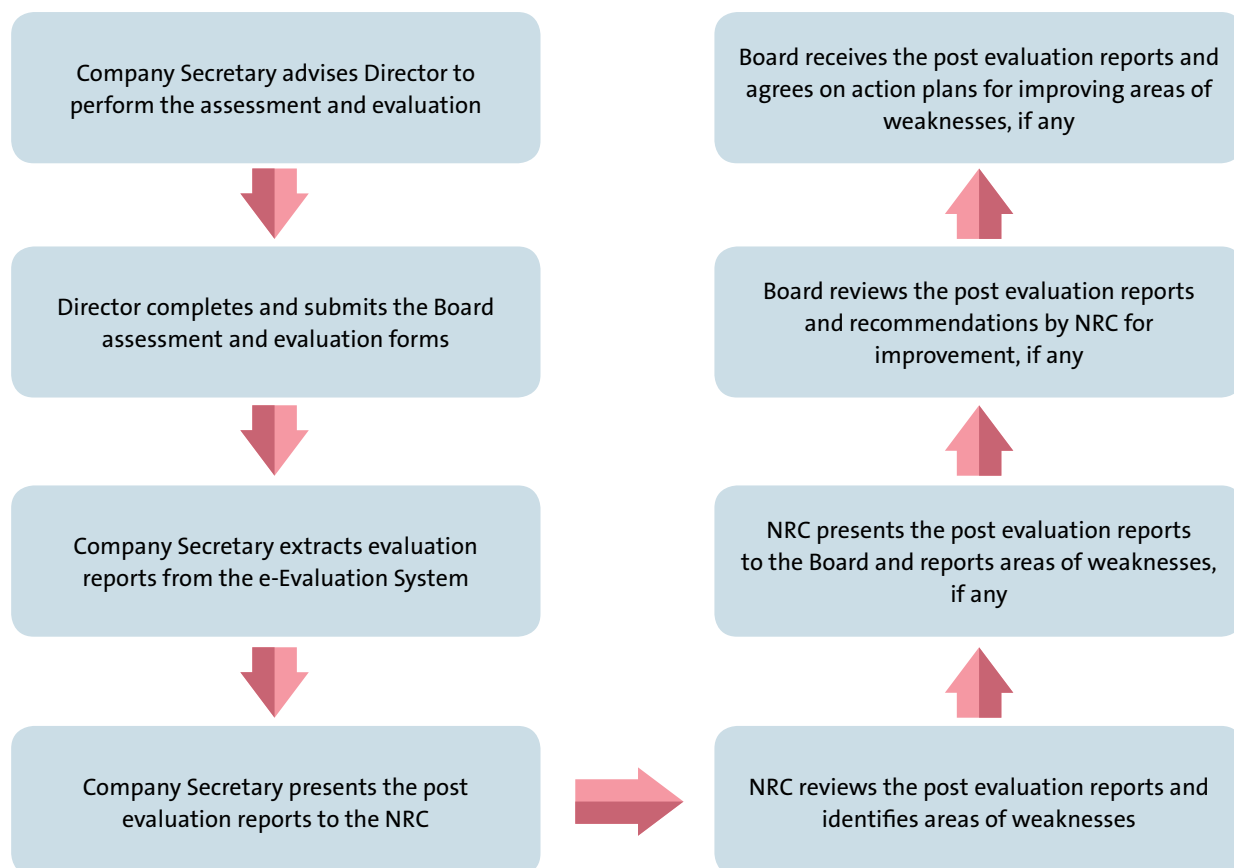 Company Secretary advises Director to
perform the assessment and evaluation
Director completes and submits the Board
assessment and evaluation forms
Company Secretary extracts evaluation
reports from the e-Evaluation System
Company Secretary presents the post
evaluation reports to the NRC
NRC reviews the post evaluation reports and
identifies areas of weaknesses
NRC presents the post evaluation reports
to the Board and reports areas of weaknesses,
if any
Board reviews the post evaluation reports
and recommendations by NRC for
improvement, if any
Board receives the post evaluation reports and
agrees on action plans for improving areas of
weaknesses, if any